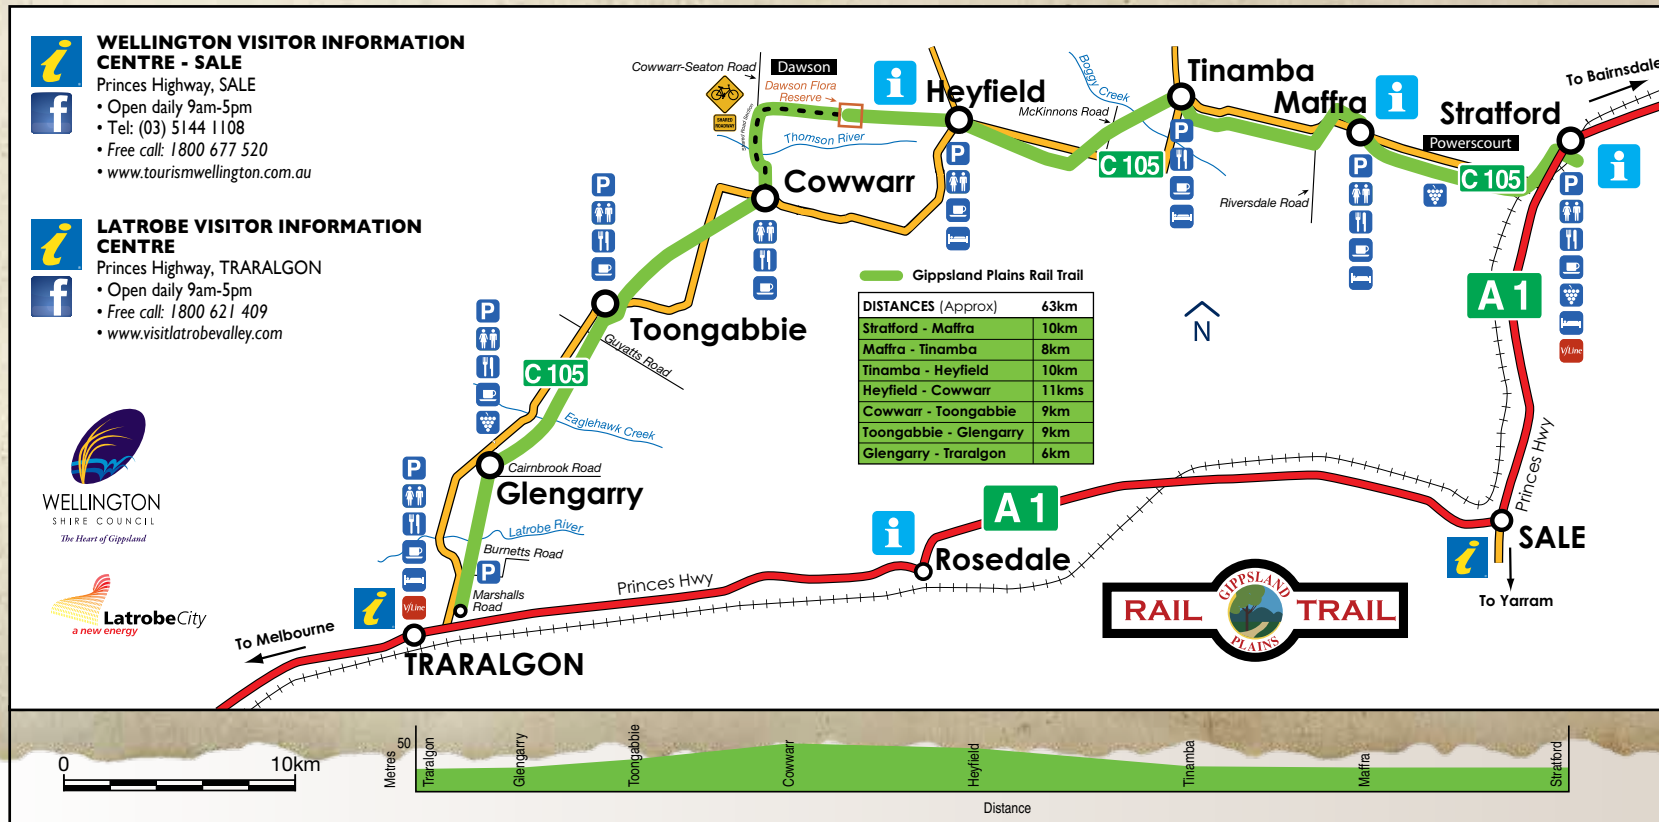 WELLINGTON VISITOR INFORMATION
CENTRE - SALE
Princes Highway, SALE
• Open daily 9am-5pm
• Tel: (03) 5144 1108
• Free call: 1800 677 520
• www.tourismwellington.com.au
LATROBE VISITOR INFORMATION
CENTRE
Princes Highway, TRARALGON
• Open daily 9am-5pm
• Free call: 1800 621 409
• www.visitlatrobevalley.com
WELLINGTON
SHIRE COUNCIL
The Heart of Gippsland
LatrobeCity
a new energy
Cowwarr-Seaton Road
SHARED
ROADWAY
Dawson
Dawson Flora
Reserve
Thomson River
Heyfield
Boggy Creek
McKinnons Road
C 105
Tinamba
Maffra
Riversdale Road
Powerscourt
C 105
Stratford
To Bairnsdale
Cowwarr
Toongabbie
Guyatts Road
C 105
Eaglehawk Creek
Cairnbrook Road
Glengarry
Latrobe River
Burnetts Road
Marshalls
Road
P
P
P
P
P
P
P
P
V/Line
V/Line
TRARALGON
To Melbourne
Princes Hwy
Rosedale
A 1
A 1
Princes Hwy
SALE
To Yarram
N
Gippsland Plains Rail Trail
DISTANCES (Approx) 63km
Stratford - Maffra 10km
Maffra - Tinamba 8km
Tinamba - Heyfield 10km
Heyfield - Cowwarr 11kms
Cowwarr - Toongabbie 9km
Toongabbie - Glengarry 9km
Glengarry - Traralgon 6km
GIPPSLAND
RAIL TRAIL
PLAINS
0 10km
Metres
50
Traralgon
Glengarry
Toongabbie
Cowwarr
Heyfield
Tinamba
Maffra
Stratford
Distance